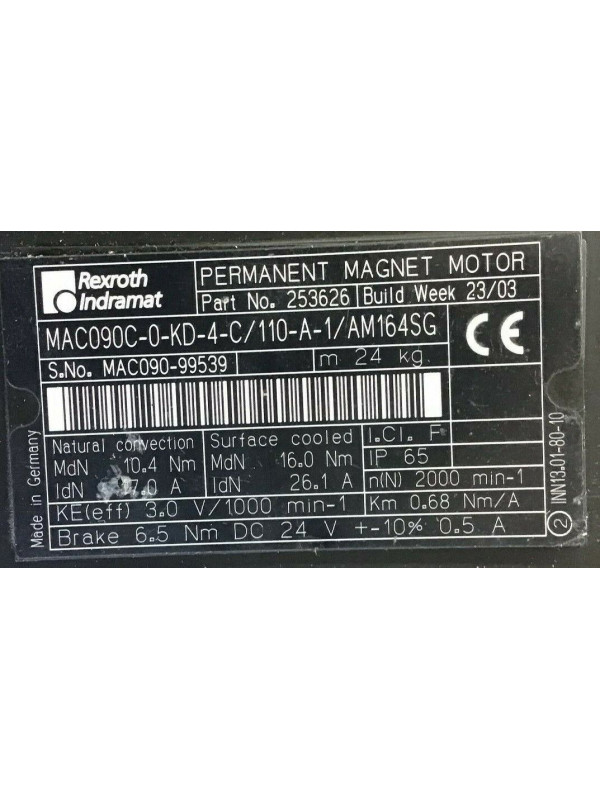 Rexroth
Indramat
PERMANENT MAGNET MOTOR
Part No. 253626 Build Week 23/03
MAC090C-0-KD-4-C/110-A-1/AM164SG
S.No. MAC090-99539 m 24 kg
CE
Natural convection Surface cooled I.Cl. F
MdN 10.4 Nm MdN 16.0 Nm IP 65
IdN A IdN 26.1 A n(N) 2000 min-1
KE(eff) 3.0 V/1000 min-1 Km 0.68 Nm/A
Brake 6.5 Nm DC 24 V +-10% 0.5 A
Made in Germany
2 INN13.01-80-10